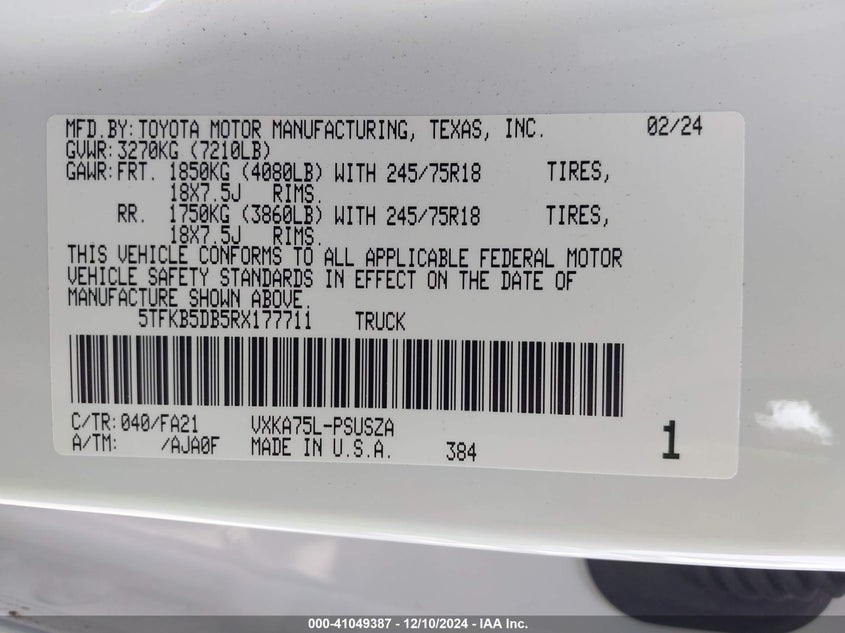 MFD.BY: TOYOTA MOTOR MANUFACTURING, TEXAS, INC. 02/24
GVWR: 3270KG (7210LB)
GAWR: FRT. 1850KG (4080LB) WITH 245/75R18 TIRES,
18X7.5J RIMS.
RR. 1750KG (3860LB) WITH 245/75R18 TIRES,
18X7.5J RIMS.
THIS VEHICLE CONFORMS TO ALL APPLICABLE FEDERAL MOTOR
VEHICLE SAFETY STANDARDS IN EFFECT ON THE DATE OF
MANUFACTURE SHOWN ABOVE.
5TFKB5DB5RX177711 TRUCK
C/TR: 040/FA21 VXKA75L-PSUSZA
A/TM: /AJA0F MADE IN U.S.A. 384 1
000-41049387 - 12/10/2024 - IAA Inc.